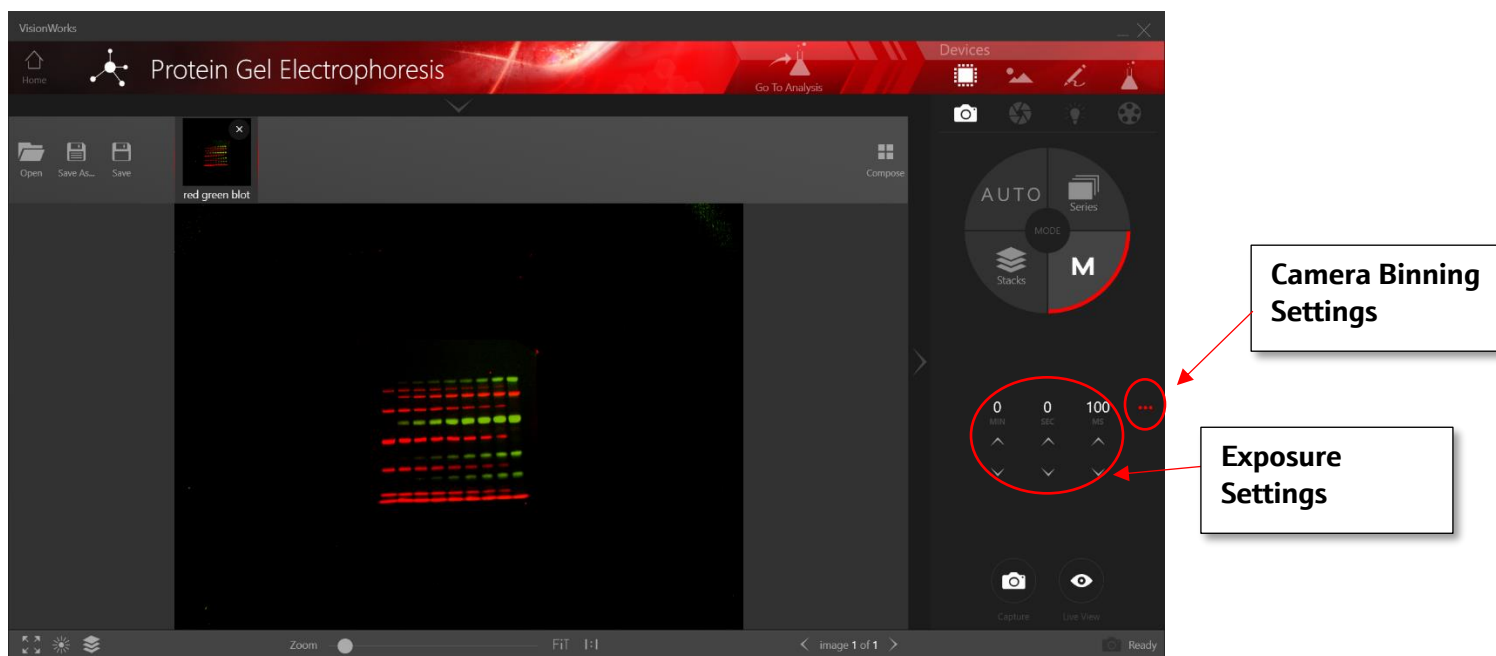 VisionWorks
Home
Protein Gel Electrophoresis
Go To Analysis
Devices
Open
Save As...
Save
red green blot
Compose
AUTO
Series
MODE
Stacks
M
Camera Binning
Settings
0 0 100
MIN SEC MS
Exposure
Settings
Capture Live View
Zoom
FiT 1:1
image 1 of 1
Ready